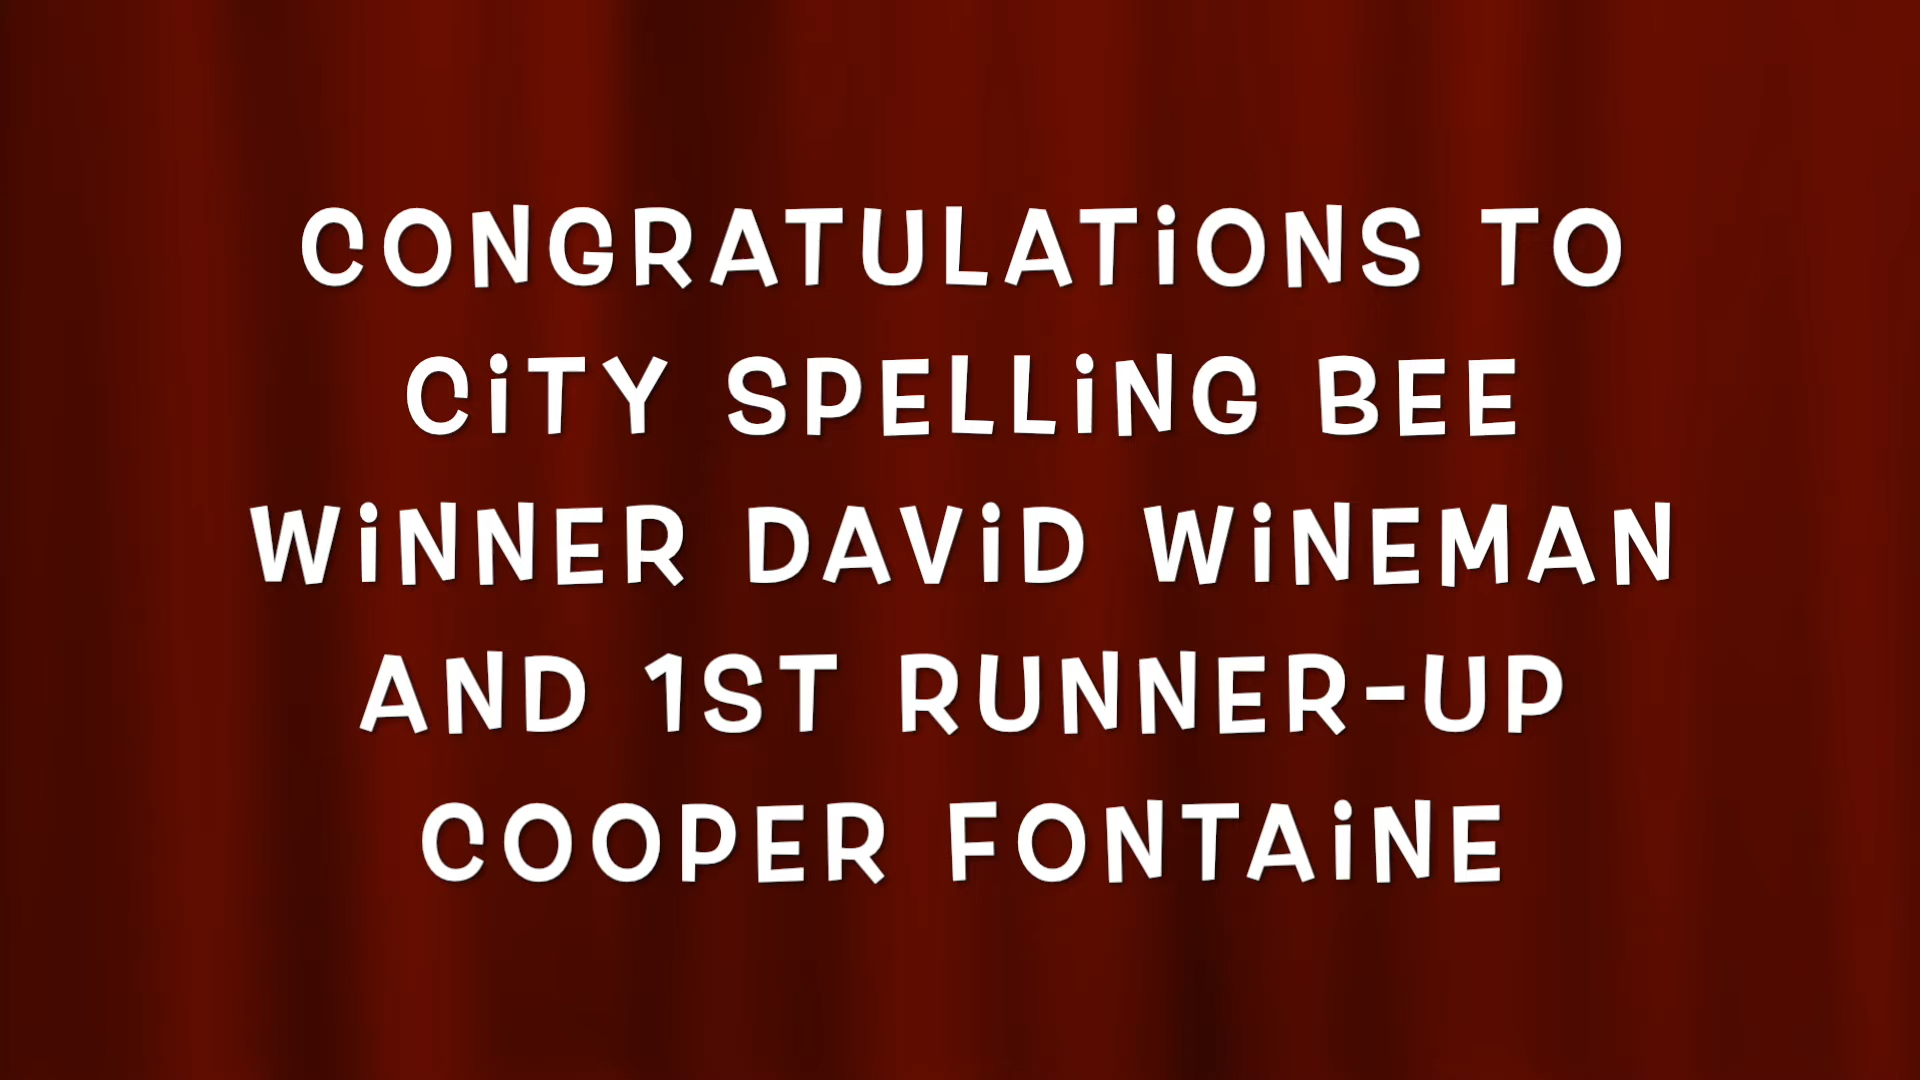 CONGRATULATIONS TO
CITY SPELLING BEE
WINNER DAVID WINEMAN
AND 1ST RUNNER-UP
COOPER FONTAINE